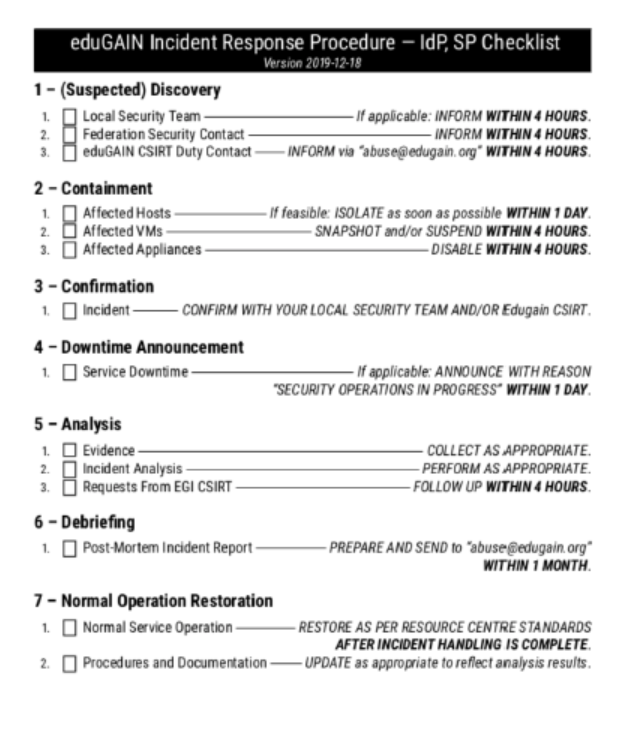 eduGAIN Incident Response Procedure — IdP, SP Checklist
Version 2019-12-18
1 – (Suspected) Discovery
1. Local Security Team If applicable: INFORM WITHIN 4 HOURS.
2. Federation Security Contact INFORM WITHIN 4 HOURS.
3. eduGAIN CSIRT Duty Contact INFORM via "abuse@edugain.org" WITHIN 4 HOURS.
2 – Containment
1. Affected Hosts If feasible: ISOLATE as soon as possible WITHIN 1 DAY.
2. Affected VMs SNAPSHOT and/or SUSPEND WITHIN 4 HOURS.
3. Affected Appliances DISABLE WITHIN 4 HOURS.
3 – Confirmation
1. Incident CONFIRM WITH YOUR LOCAL SECURITY TEAM AND/OR Edugain CSIRT.
4 – Downtime Announcement
1. Service Downtime If applicable: ANNOUNCE WITH REASON
"SECURITY OPERATIONS IN PROGRESS" WITHIN 1 DAY.
5 – Analysis
1. Evidence COLLECT AS APPROPRIATE.
2. Incident Analysis PERFORM AS APPROPRIATE.
3. Requests From EGI CSIRT FOLLOW UP WITHIN 4 HOURS.
6 – Debriefing
1. Post-Mortem Incident Report PREPARE AND SEND to "abuse@edugain.org"
WITHIN 1 MONTH.
7 – Normal Operation Restoration
1. Normal Service Operation RESTORE AS PER RESOURCE CENTRE STANDARDS
AFTER INCIDENT HANDLING IS COMPLETE.
2. Procedures and Documentation UPDATE as appropriate to reflect analysis results.